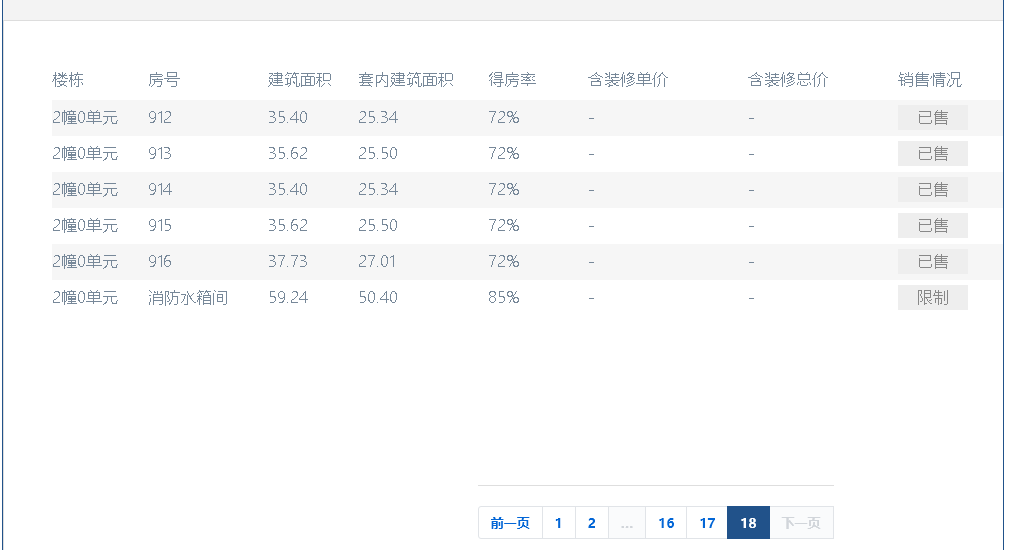 楼栋 房号 建筑面积 套内建筑面积 得房率 含装修单价 含装修总价 销售情况
2幢0单元 912 35.40 25.34 72% - - 已售
2幢0单元 913 35.62 25.50 72% - - 已售
2幢0单元 914 35.40 25.34 72% - - 已售
2幢0单元 915 35.62 25.50 72% - - 已售
2幢0单元 916 37.73 27.01 72% - - 已售
2幢0单元 消防水箱间 59.24 50.40 85% - - 限制
前一页 1 2 ... 16 17 18 下一页